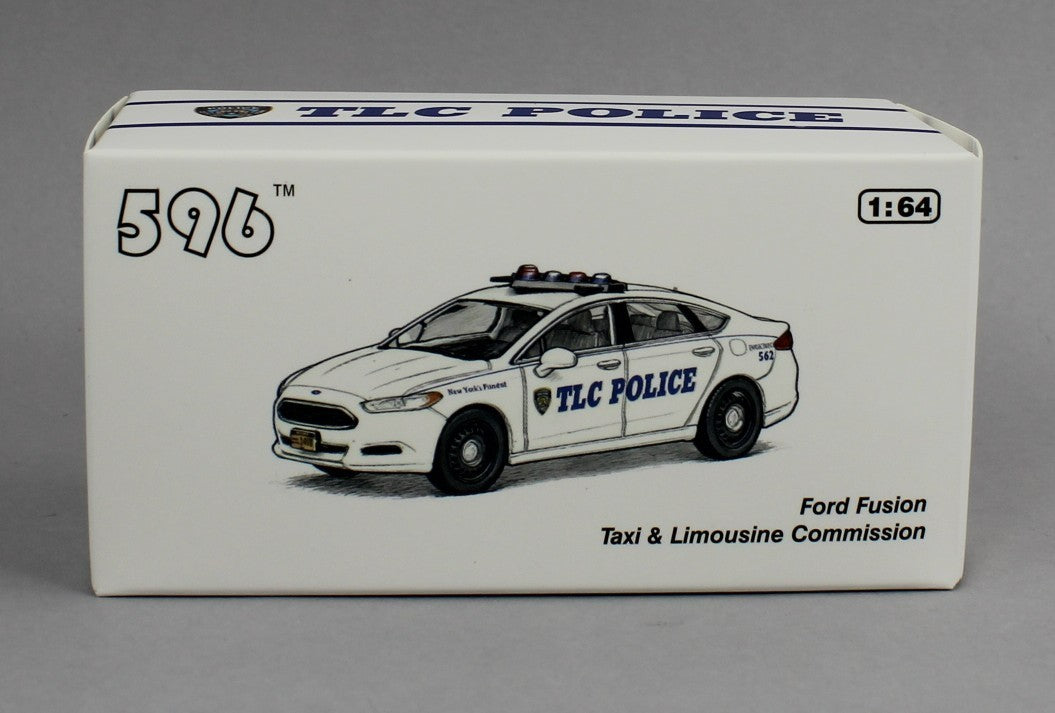 TLC POLICE
596™
1:64
New York's Finest
TLC POLICE
562
Ford Fusion
Taxi & Limousine Commission